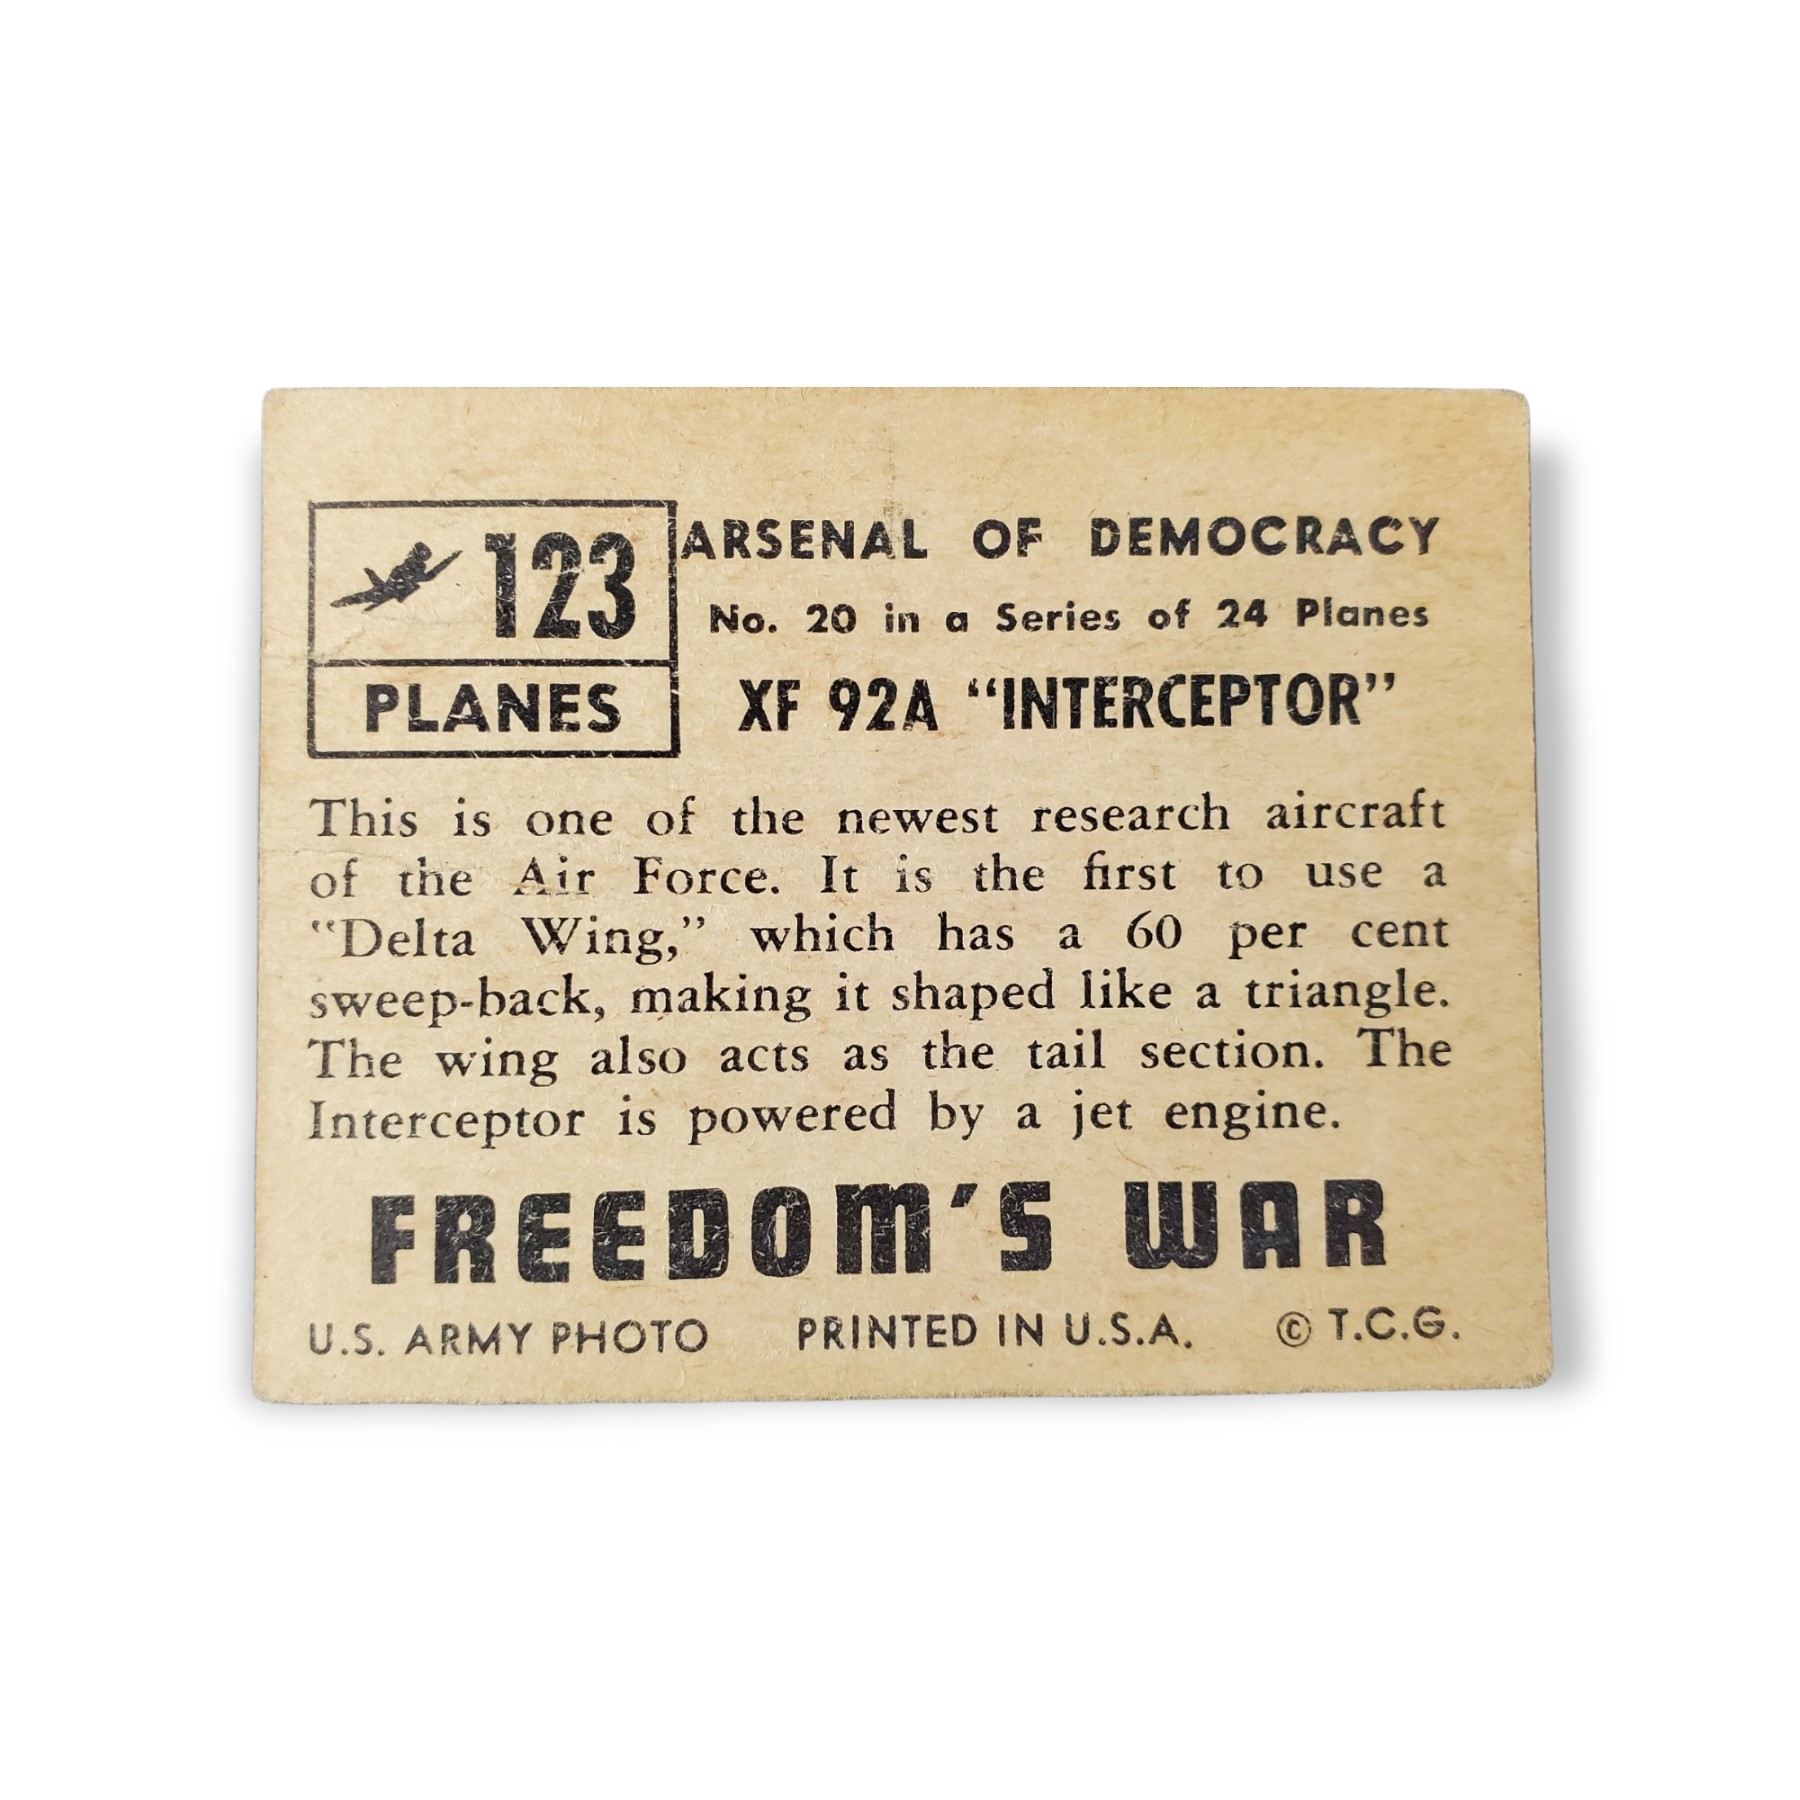 123
PLANES
ARSENAL OF DEMOCRACY
No. 20 in a Series of 24 Planes
XF 92A “INTERCEPTOR”
This is one of the newest research aircraft
of the Air Force. It is the first to use a
“Delta Wing,” which has a 60 per cent
sweep-back, making it shaped like a triangle.
The wing also acts as the tail section. The
Interceptor is powered by a jet engine.
FREEDOM’S WAR
U.S. ARMY PHOTO PRINTED IN U.S.A. © T.C.G.